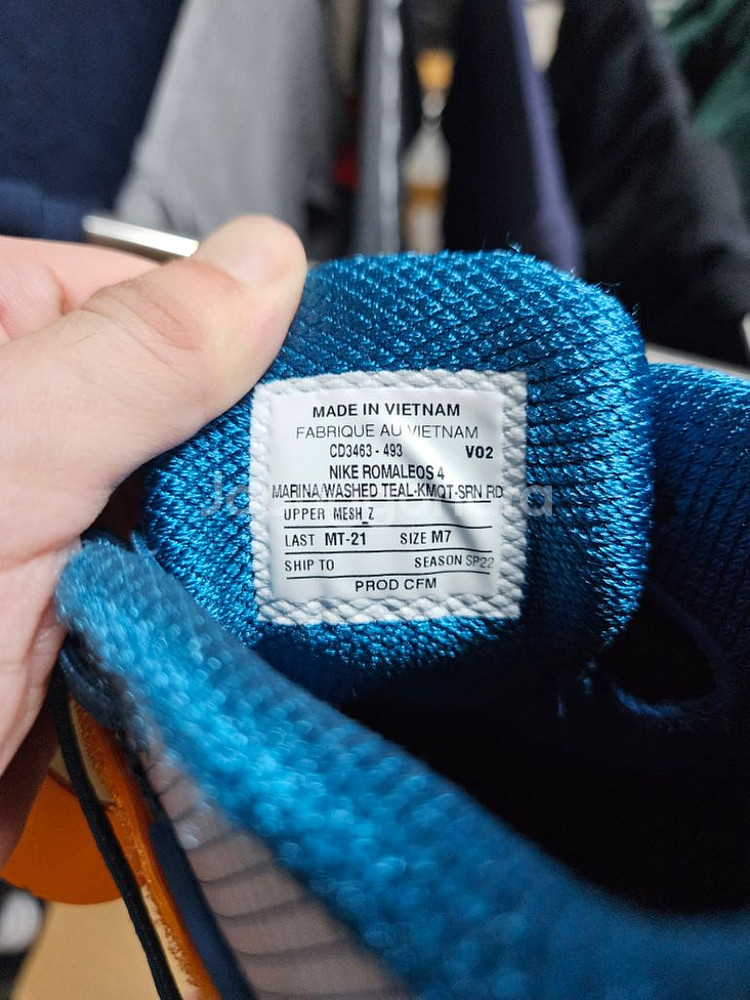 MADE IN VIETNAM
FABRIQUE AU VIETNAM
CD3463 - 493 V02
NIKE ROMALEOS 4
MARINA/WASHED TEAL-KMQT-SRN RD
UPPER MESH_Z
LAST MT-21 SIZE M7
SHIP TO SEASON SP22
PROD CFM